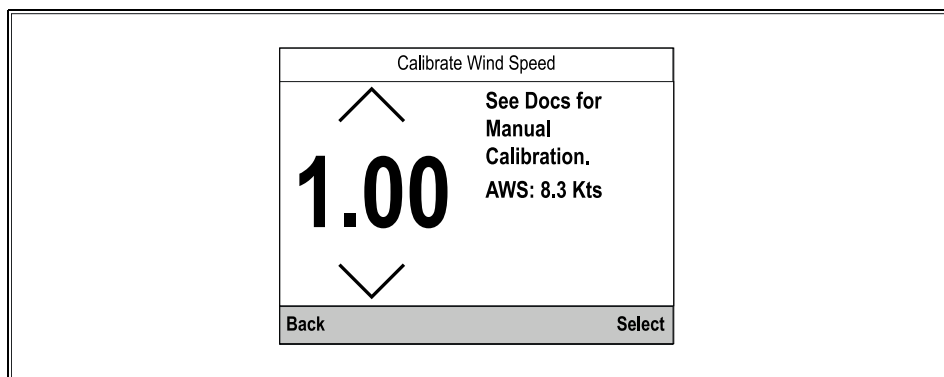 Calibrate Wind Speed
1.00
See Docs for
Manual
Calibration.
AWS: 8.3 Kts
Back
Select